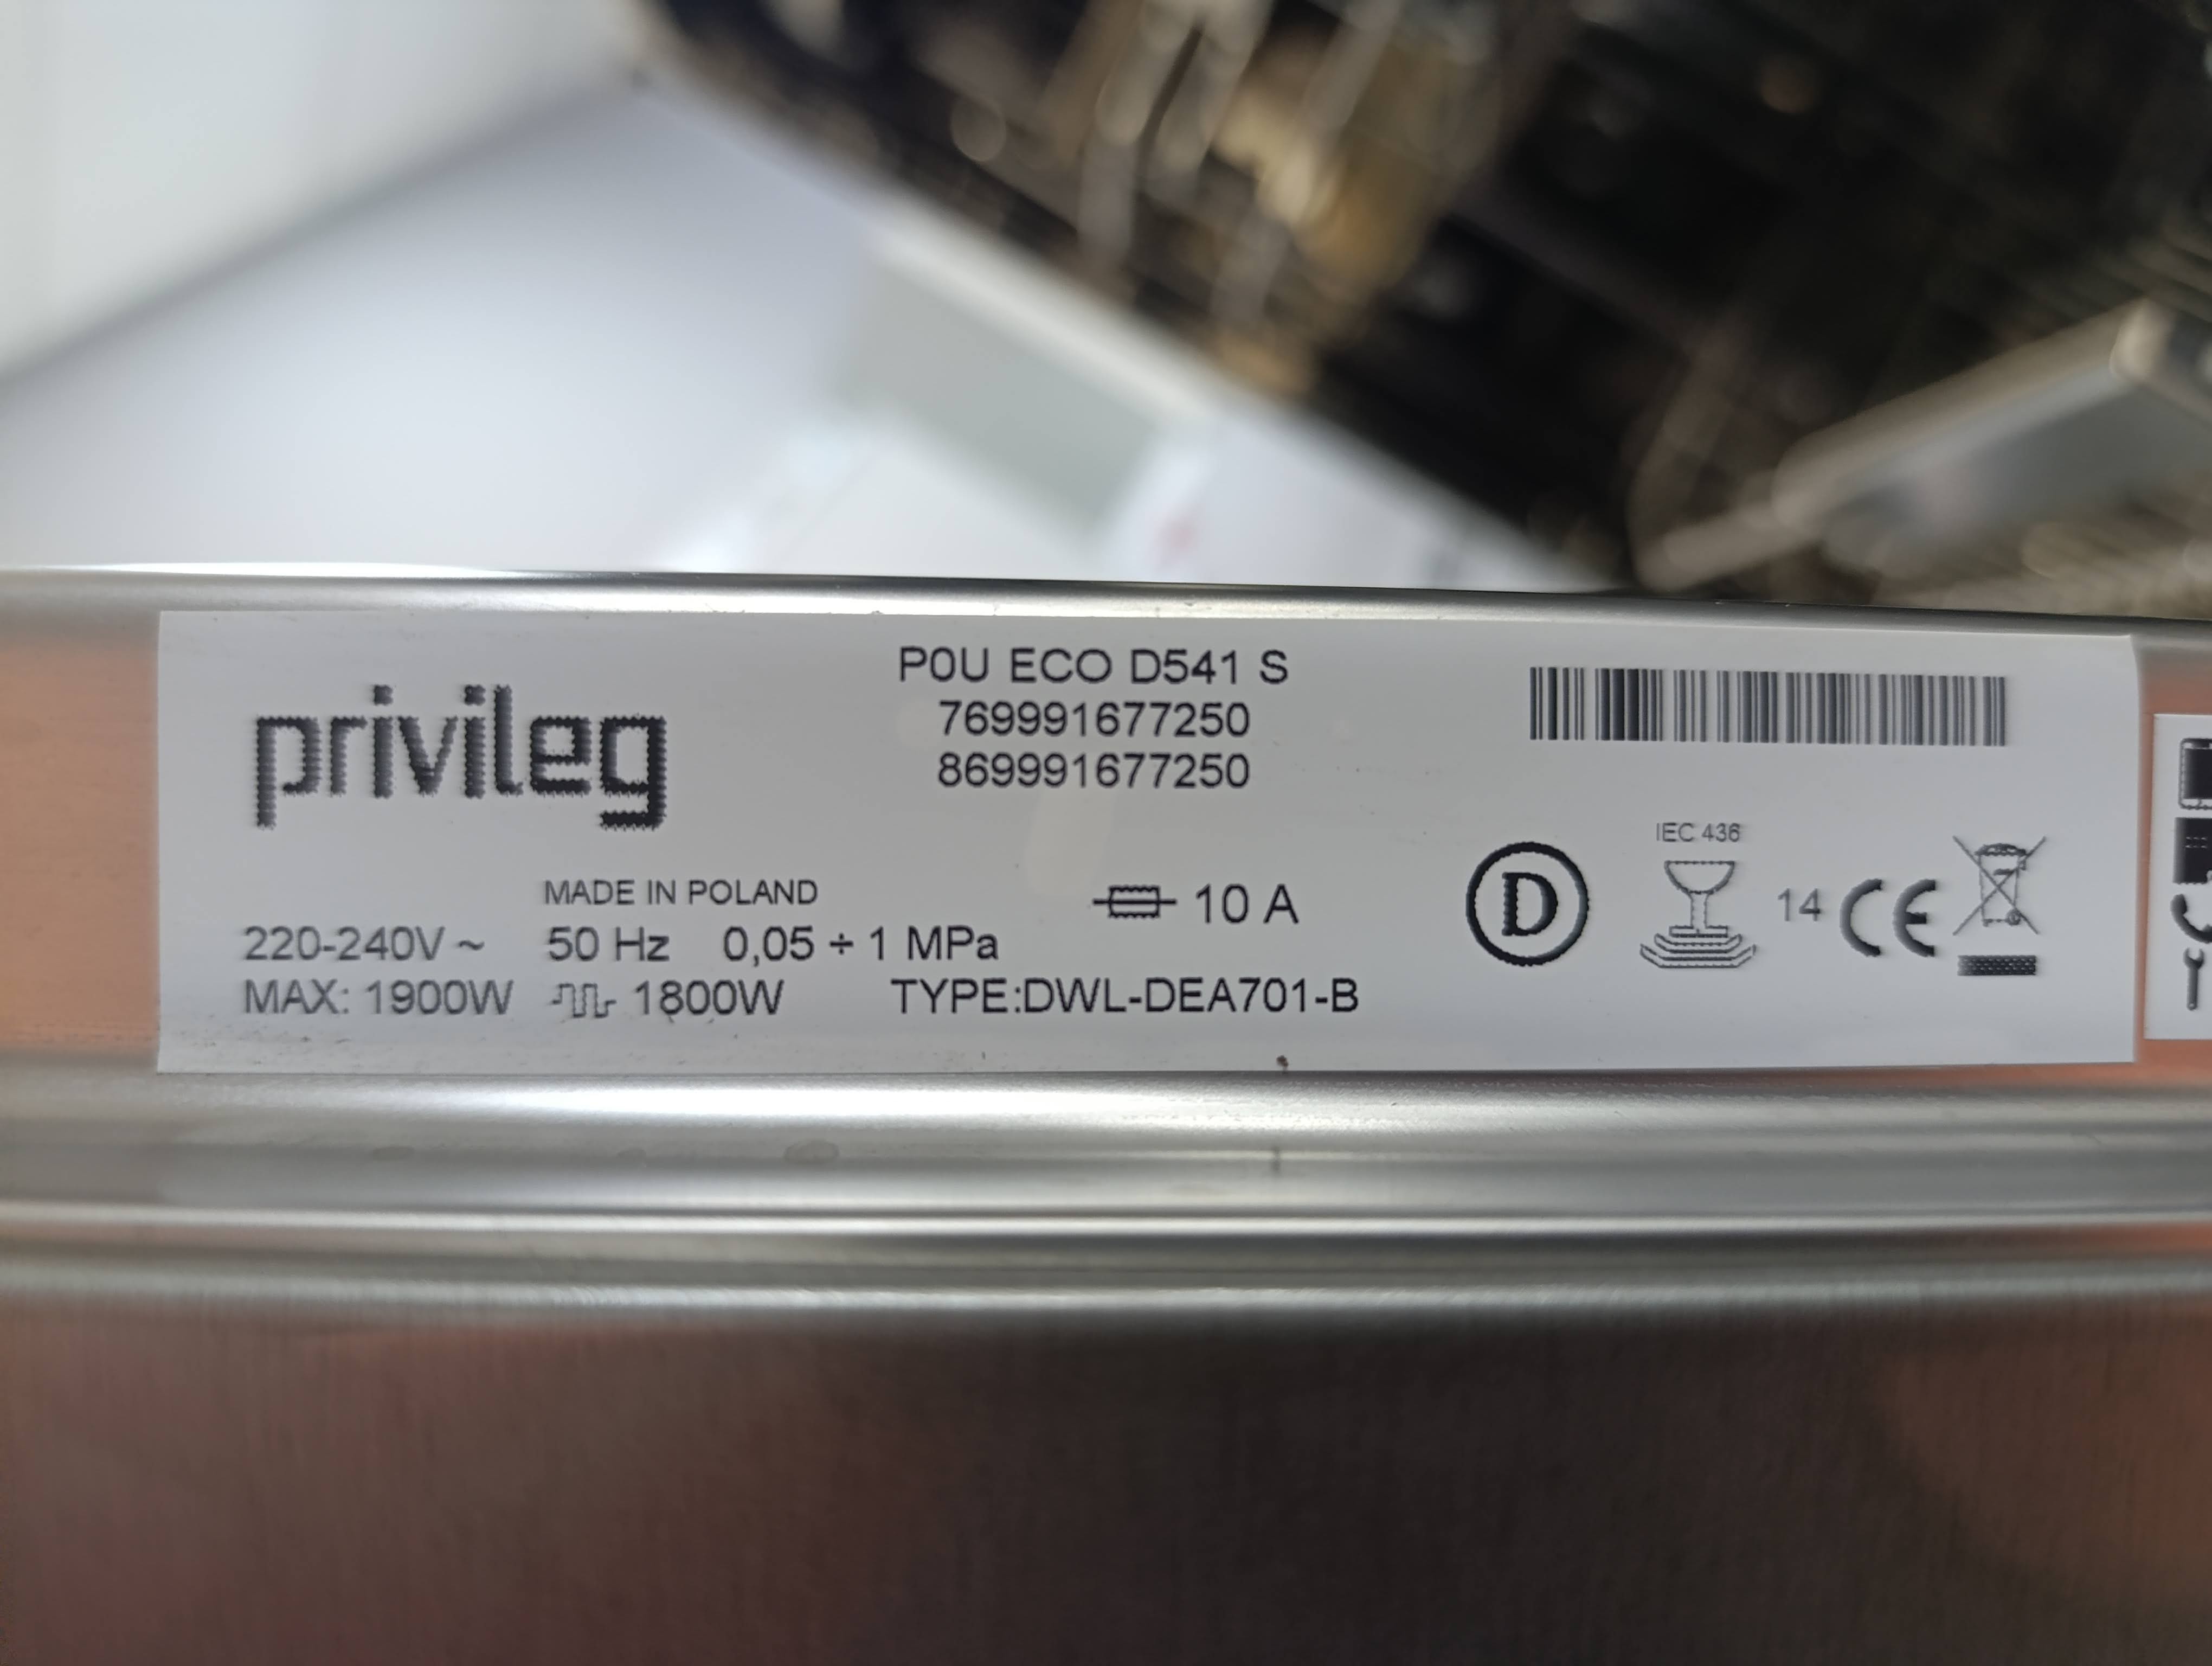 privileg
P0U ECO D541 S
769991677250
869991677250
MADE IN POLAND
220-240V ~ 50 Hz 0,05 ÷ 1 MPa
10 A
MAX: 1900W 1800W TYPE:DWL-DEA701-B
D
IEC 436
14 CE